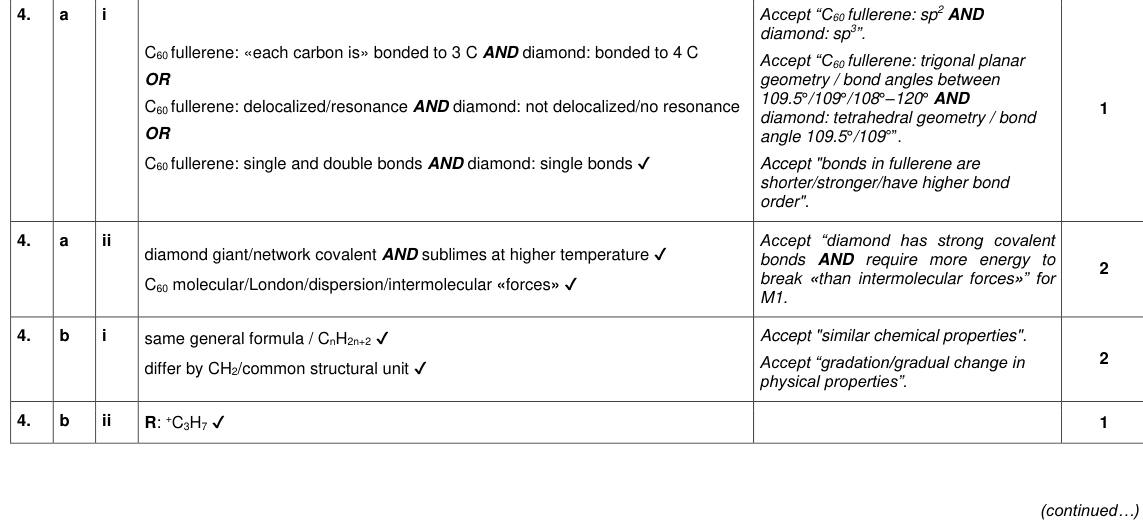 4. a i
C60 fullerene: «each carbon is» bonded to 3 C AND diamond: bonded to 4 C
OR
C60 fullerene: delocalized/resonance AND diamond: not delocalized/no resonance
OR
C60 fullerene: single and double bonds AND diamond: single bonds ✓
Accept “C60 fullerene: sp2 AND
diamond: sp3”.
Accept “C60 fullerene: trigonal planar
geometry / bond angles between
109.5°/109°/108°–120° AND
diamond: tetrahedral geometry / bond
angle 109.5°/109°”.
Accept "bonds in fullerene are
shorter/stronger/have higher bond
order".
1
4. a ii
diamond giant/network covalent AND sublimes at higher temperature ✓
C60 molecular/London/dispersion/intermolecular «forces» ✓
Accept “diamond has strong covalent
bonds AND require more energy to
break «than intermolecular forces»” for
M1.
2
4. b i
same general formula / CnH2n+2 ✓
differ by CH2/common structural unit ✓
Accept "similar chemical properties".
Accept “gradation/gradual change in
physical properties”.
2
4. b ii
R: +C3H7 ✓
1
(continued…)